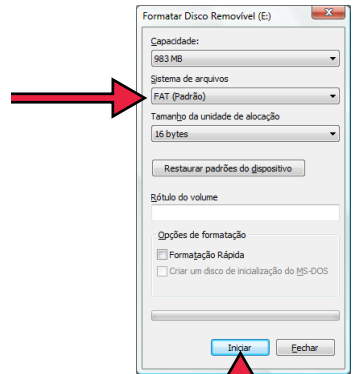 Formatar Disco Removível (E:)
Capacidade:
983 MB
Sistema de arquivos
FAT (Padrão)
Tamanho da unidade de alocação
16 bytes
Restaurar padrões do dispositivo
Rótulo do volume
Opções de formatação
Formatação Rápida
Criar um disco de inicialização do MS-DOS
Iniciar Fechar